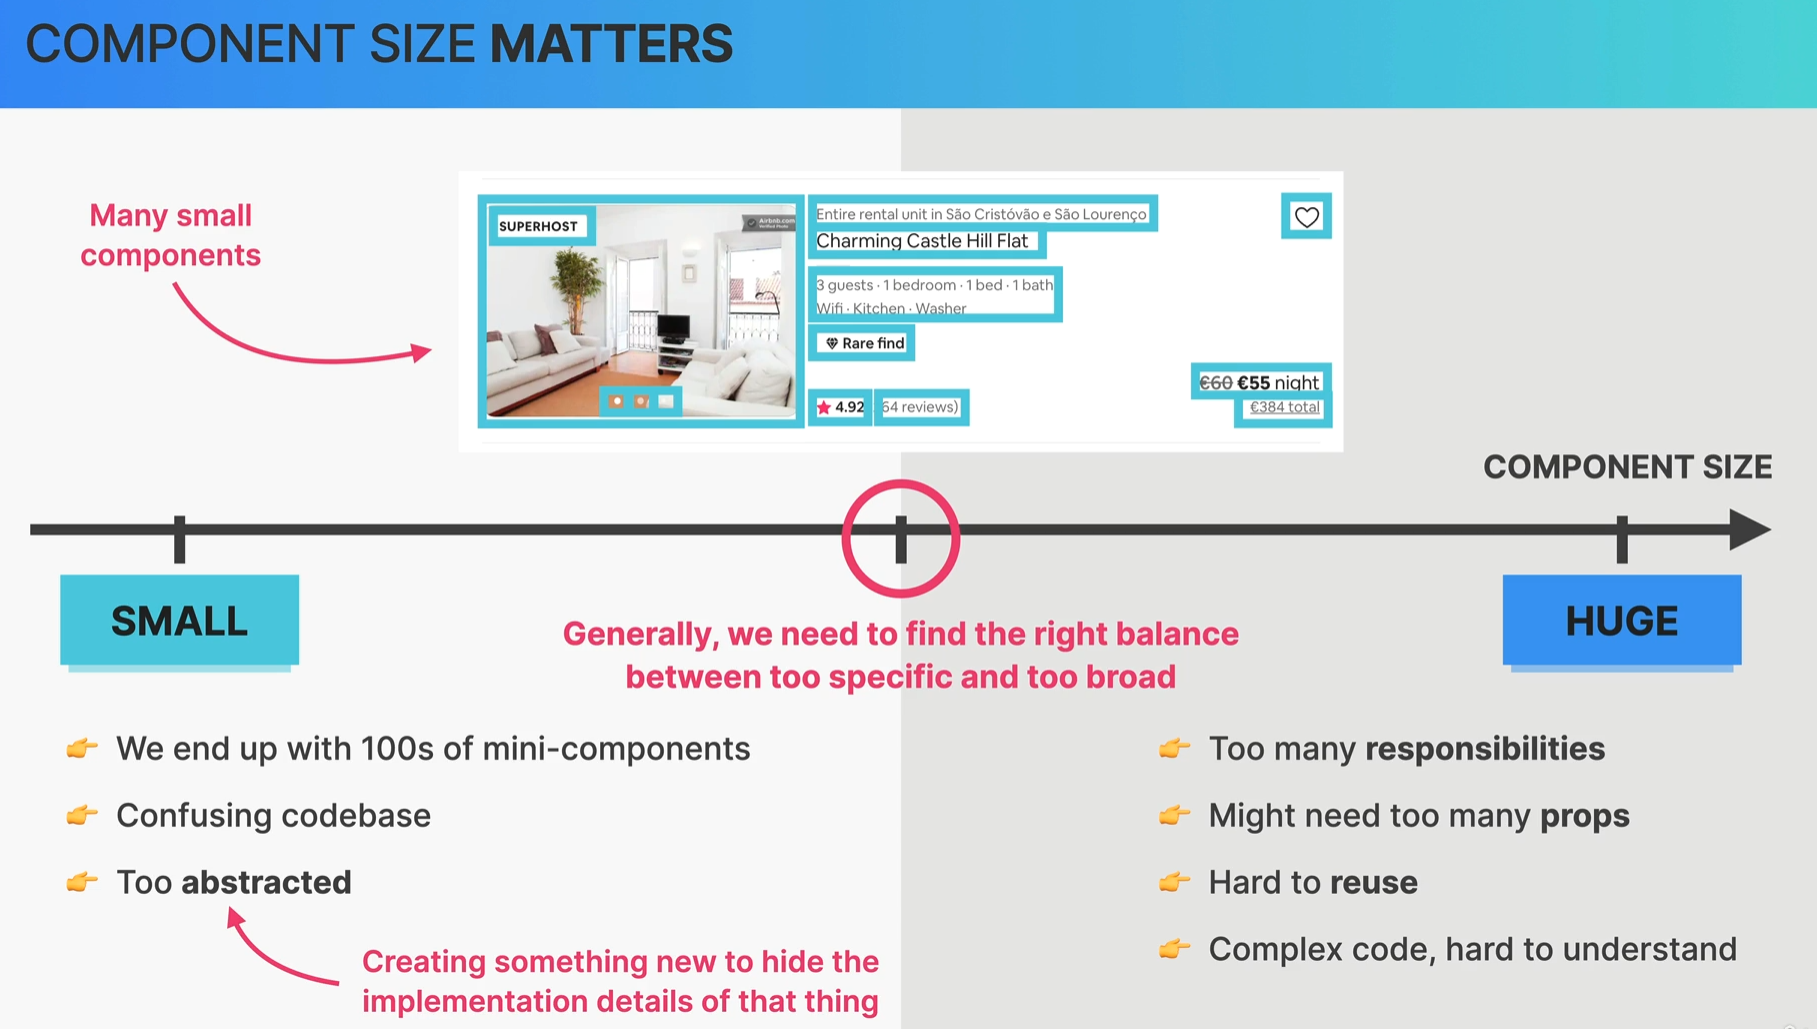 COMPONENT SIZE MATTERS
Many small
components
SUPERHOST
Airbnb.com
Verified Photo
Entire rental unit in São Cristóvão e São Lourenço
Charming Castle Hill Flat
3 guests · 1 bedroom · 1 bed · 1 bath
Wifi · Kitchen · Washer
Rare find
4.92
64 reviews)
€60 €55 night
€384 total
COMPONENT SIZE
SMALL
HUGE
Generally, we need to find the right balance
between too specific and too broad
We end up with 100s of mini-components
Confusing codebase
Too abstracted
Creating something new to hide the
implementation details of that thing
Too many responsibilities
Might need too many props
Hard to reuse
Complex code, hard to understand